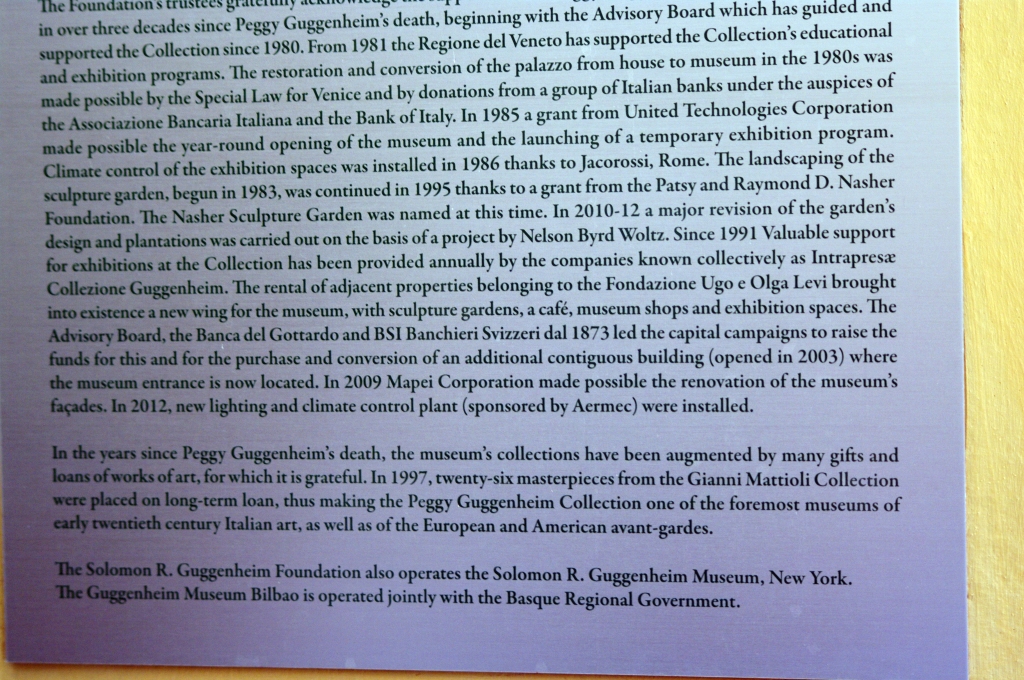 The Foundation's trustees gratefully acknowledge the
in over three decades since Peggy Guggenheim's death, beginning with the Advisory Board which has guided and
supported the Collection since 1980. From 1981 the Regione del Veneto has supported the Collection's educational
and exhibition programs. The restoration and conversion of the palazzo from house to museum in the 1980s was
made possible by the Special Law for Venice and by donations from a group of Italian banks under the auspices of
the Associazione Bancaria Italiana and the Bank of Italy. In 1985 a grant from United Technologies Corporation
made possible the year-round opening of the museum and the launching of a temporary exhibition program.
Climate control of the exhibition spaces was installed in 1986 thanks to Jacorossi, Rome. The landscaping of the
sculpture garden, begun in 1983, was continued in 1995 thanks to a grant from the Patsy and Raymond D. Nasher
Foundation. The Nasher Sculpture Garden was named at this time. In 2010-12 a major revision of the garden's
design and plantations was carried out on the basis of a project by Nelson Byrd Woltz. Since 1991 Valuable support
for exhibitions at the Collection has been provided annually by the companies known collectively as Intrapresæ
Collezione Guggenheim. The rental of adjacent properties belonging to the Fondazione Ugo e Olga Levi brought
into existence a new wing for the museum, with sculpture gardens, a café, museum shops and exhibition spaces. The
Advisory Board, the Banca del Gottardo and BSI Banchieri Svizzeri dal 1873 led the capital campaigns to raise the
funds for this and for the purchase and conversion of an additional contiguous building (opened in 2003) where
the museum entrance is now located. In 2009 Mapei Corporation made possible the renovation of the museum's
façades. In 2012, new lighting and climate control plant (sponsored by Aermec) were installed.
In the years since Peggy Guggenheim's death, the museum's collections have been augmented by many gifts and
loans of works of art, for which it is grateful. In 1997, twenty-six masterpieces from the Gianni Mattioli Collection
were placed on long-term loan, thus making the Peggy Guggenheim Collection one of the foremost museums of
early twentieth century Italian art, as well as of the European and American avant-gardes.
The Solomon R. Guggenheim Foundation also operates the Solomon R. Guggenheim Museum, New York.
The Guggenheim Museum Bilbao is operated jointly with the Basque Regional Government.